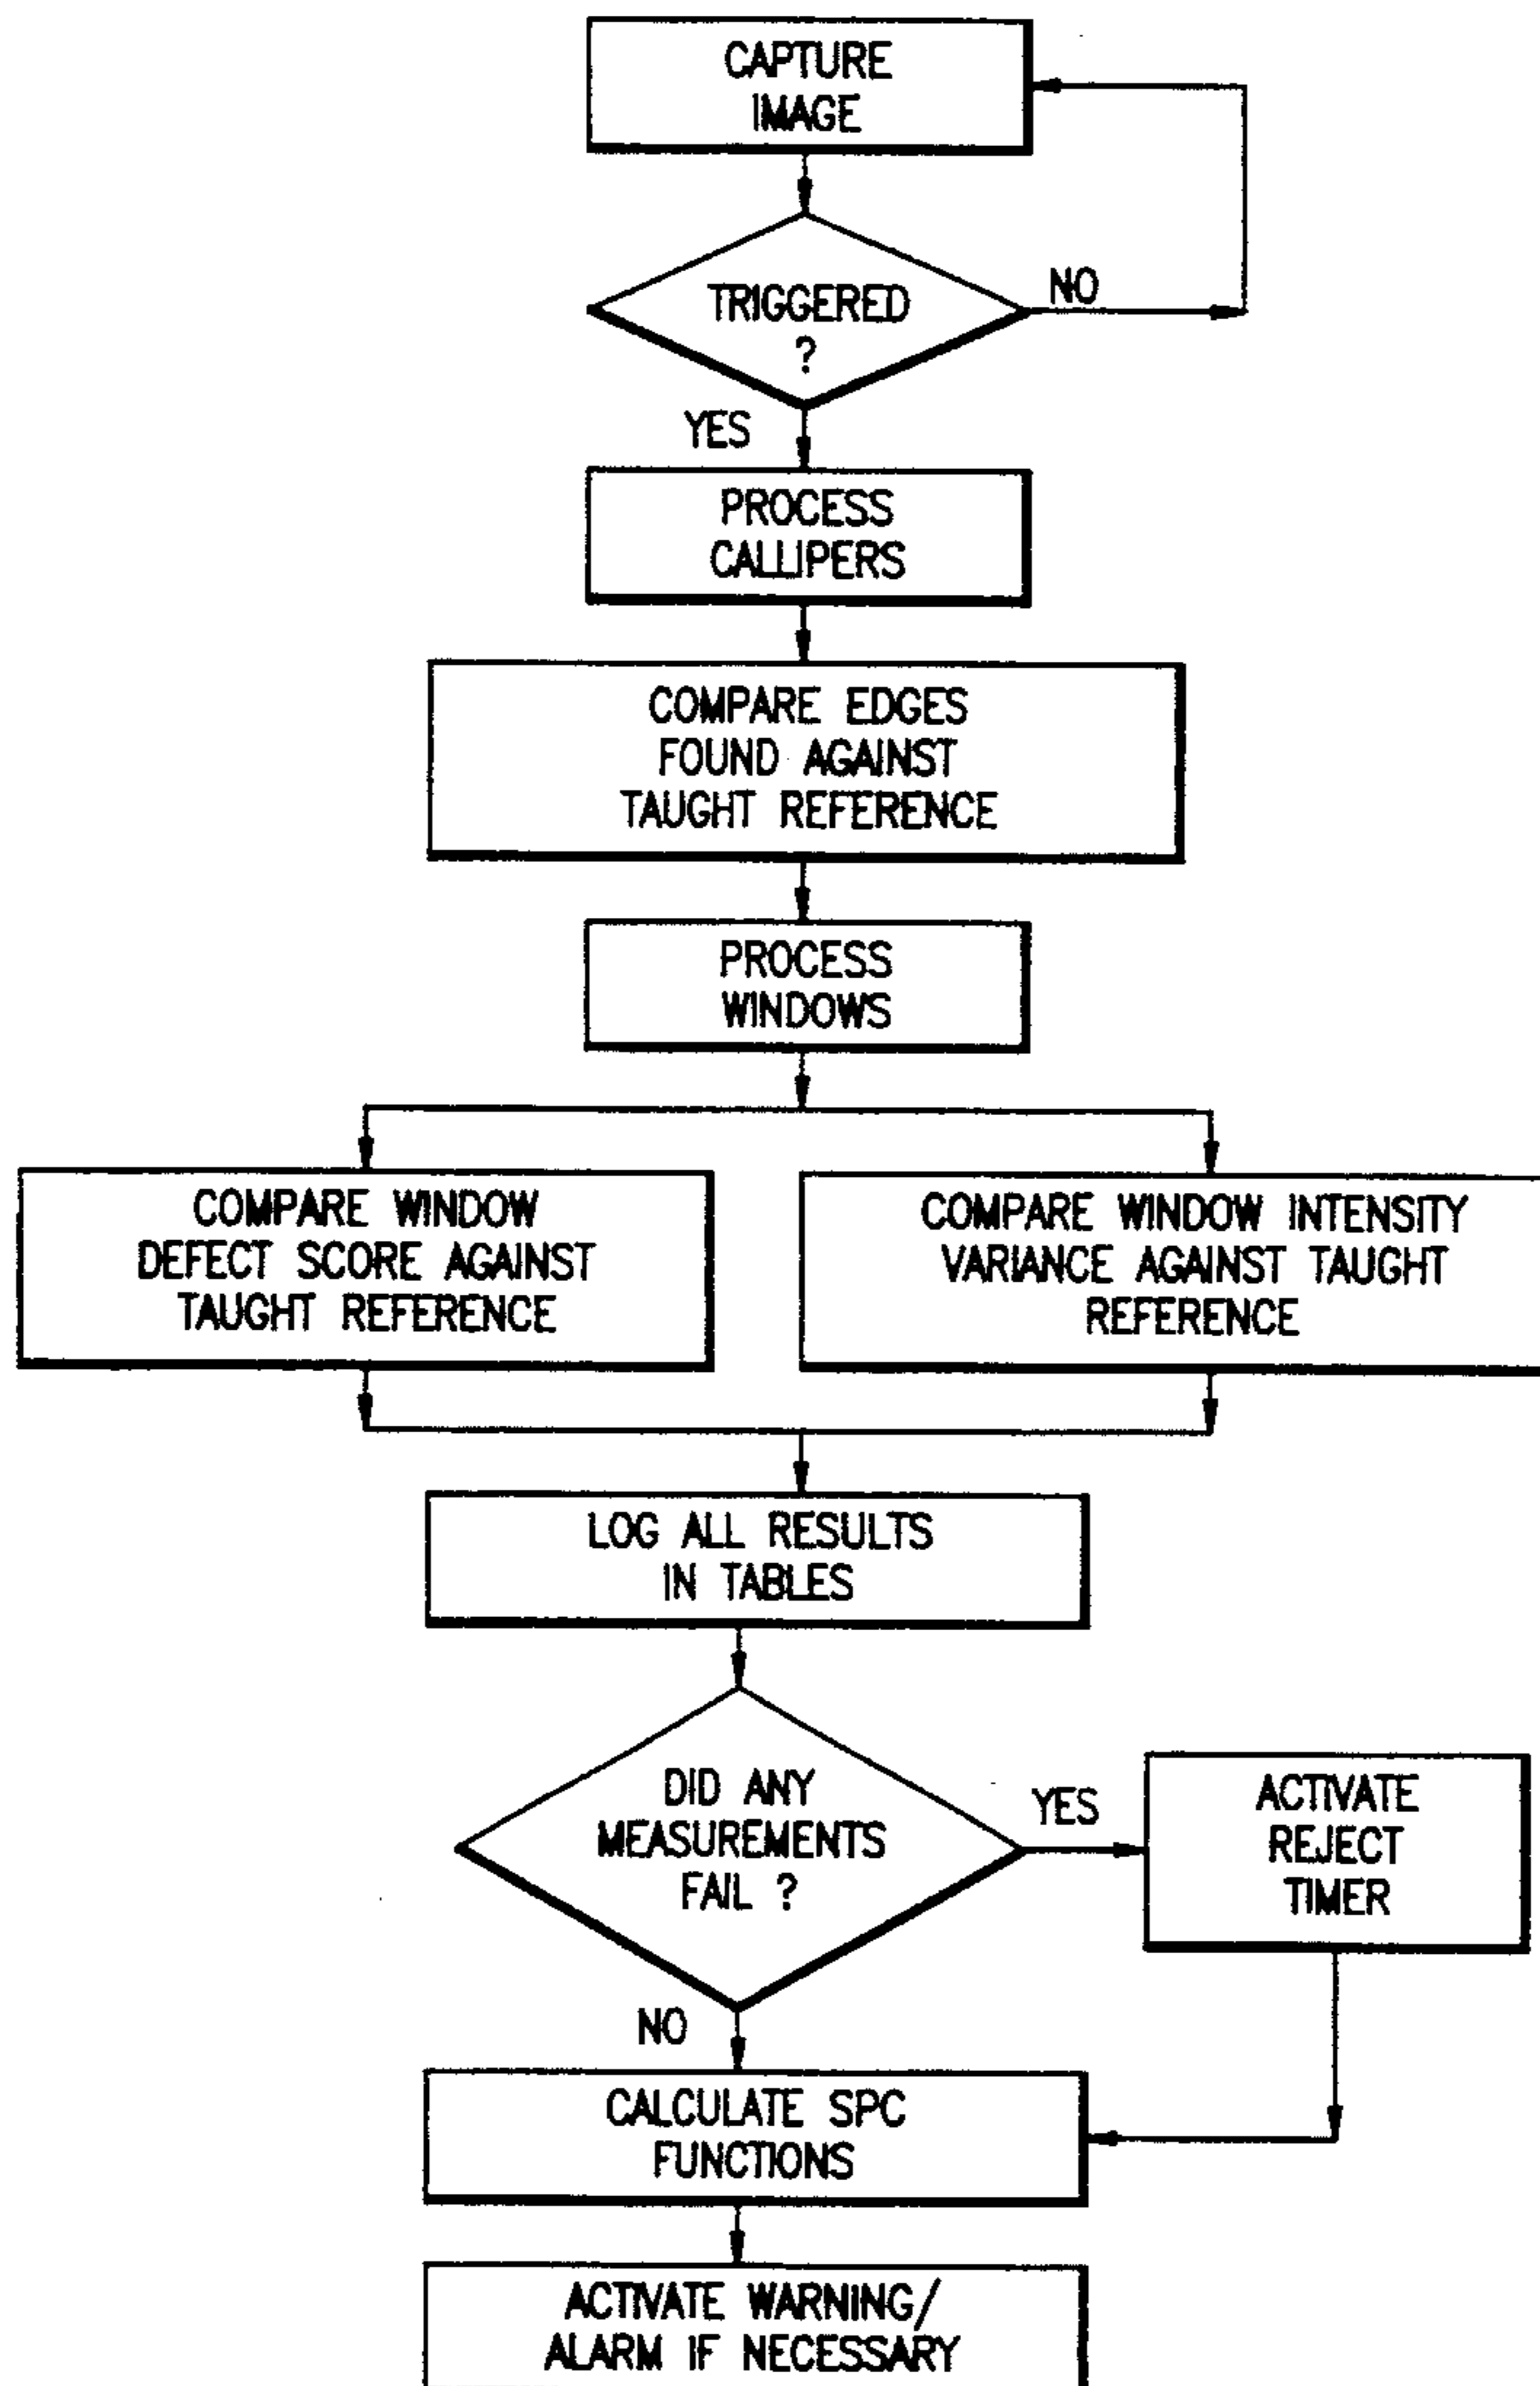 CAPTURE
IMAGE
TRIGGERED
?
NO
YES
PROCESS
CALLIPERS
COMPARE EDGES
FOUND AGAINST
TAUGHT REFERENCE
PROCESS
WINDOWS
COMPARE WINDOW
DEFECT SCORE AGAINST
TAUGHT REFERENCE
COMPARE WINDOW INTENSITY
VARIANCE AGAINST TAUGHT
REFERENCE
LOG ALL RESULTS
IN TABLES
DID ANY
MEASUREMENTS
FAIL ?
YES
ACTIVATE
REJECT
TIMER
NO
CALCULATE SPC
FUNCTIONS
ACTIVATE WARNING/
ALARM IF NECESSARY